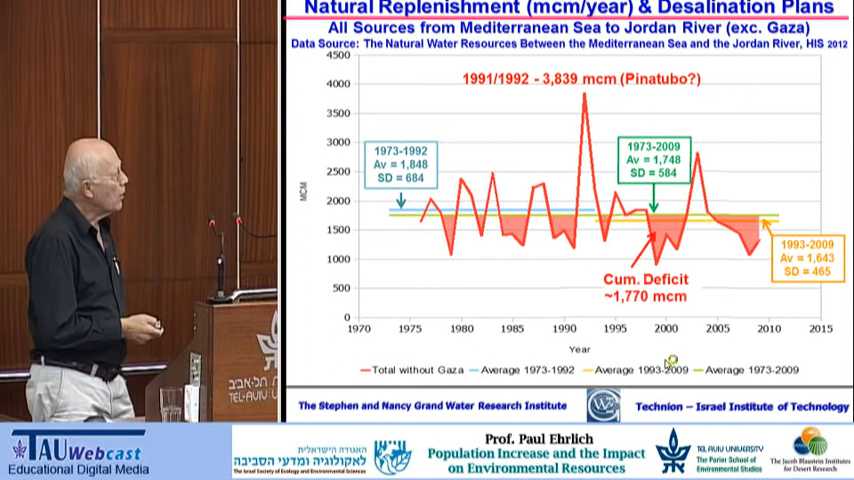 Natural Replenishment (mcm/year) & Desalination Plans
All Sources from Mediterranean Sea to Jordan River (exc. Gaza)
Data Source: The Natural Water Resources Between the Mediterranean Sea and the Jordan River, HIS 2012
4500
4000
3500
3000
2500
2000
1500
1000
500
0
MCM
1991/1992 - 3,839 mcm (Pinatubo?)
1973-1992
Av = 1,848
SD = 684
1973-2009
Av = 1,748
SD = 584
1993-2009
Av = 1,643
SD = 465
Cum. Deficit
~1,770 mcm
1970 1975 1980 1985 1990 1995 2000 2005 2010 2015
Year
Total without Gaza Average 1973-1992 Average 1993-2009 Average 1973-2009
The Stephen and Nancy Grand Water Research Institute
Technion – Israel Institute of Technology
TAU Webcast
Educational Digital Media
האגודה הישראלית
לאקולוגיה ומדעי הסביבה
The Israel Society of Ecology and Environmental Sciences
Prof. Paul Ehrlich
Population Increase and the Impact
on Environmental Resources
TEL AVIV UNIVERSITY
The Porter School of
Environmental Studies
The Jacob Blaustein Institutes
for Desert Research